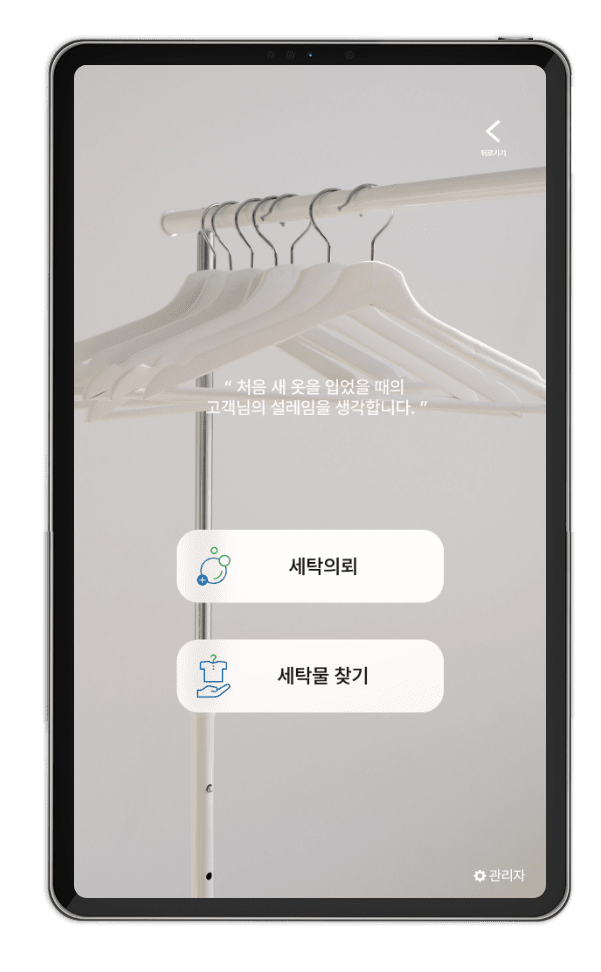 뒤로가기
“ 처음 새 옷을 입었을 때의
고객님의 설레임을 생각합니다. ”
세탁의뢰
세탁물 찾기
관리자